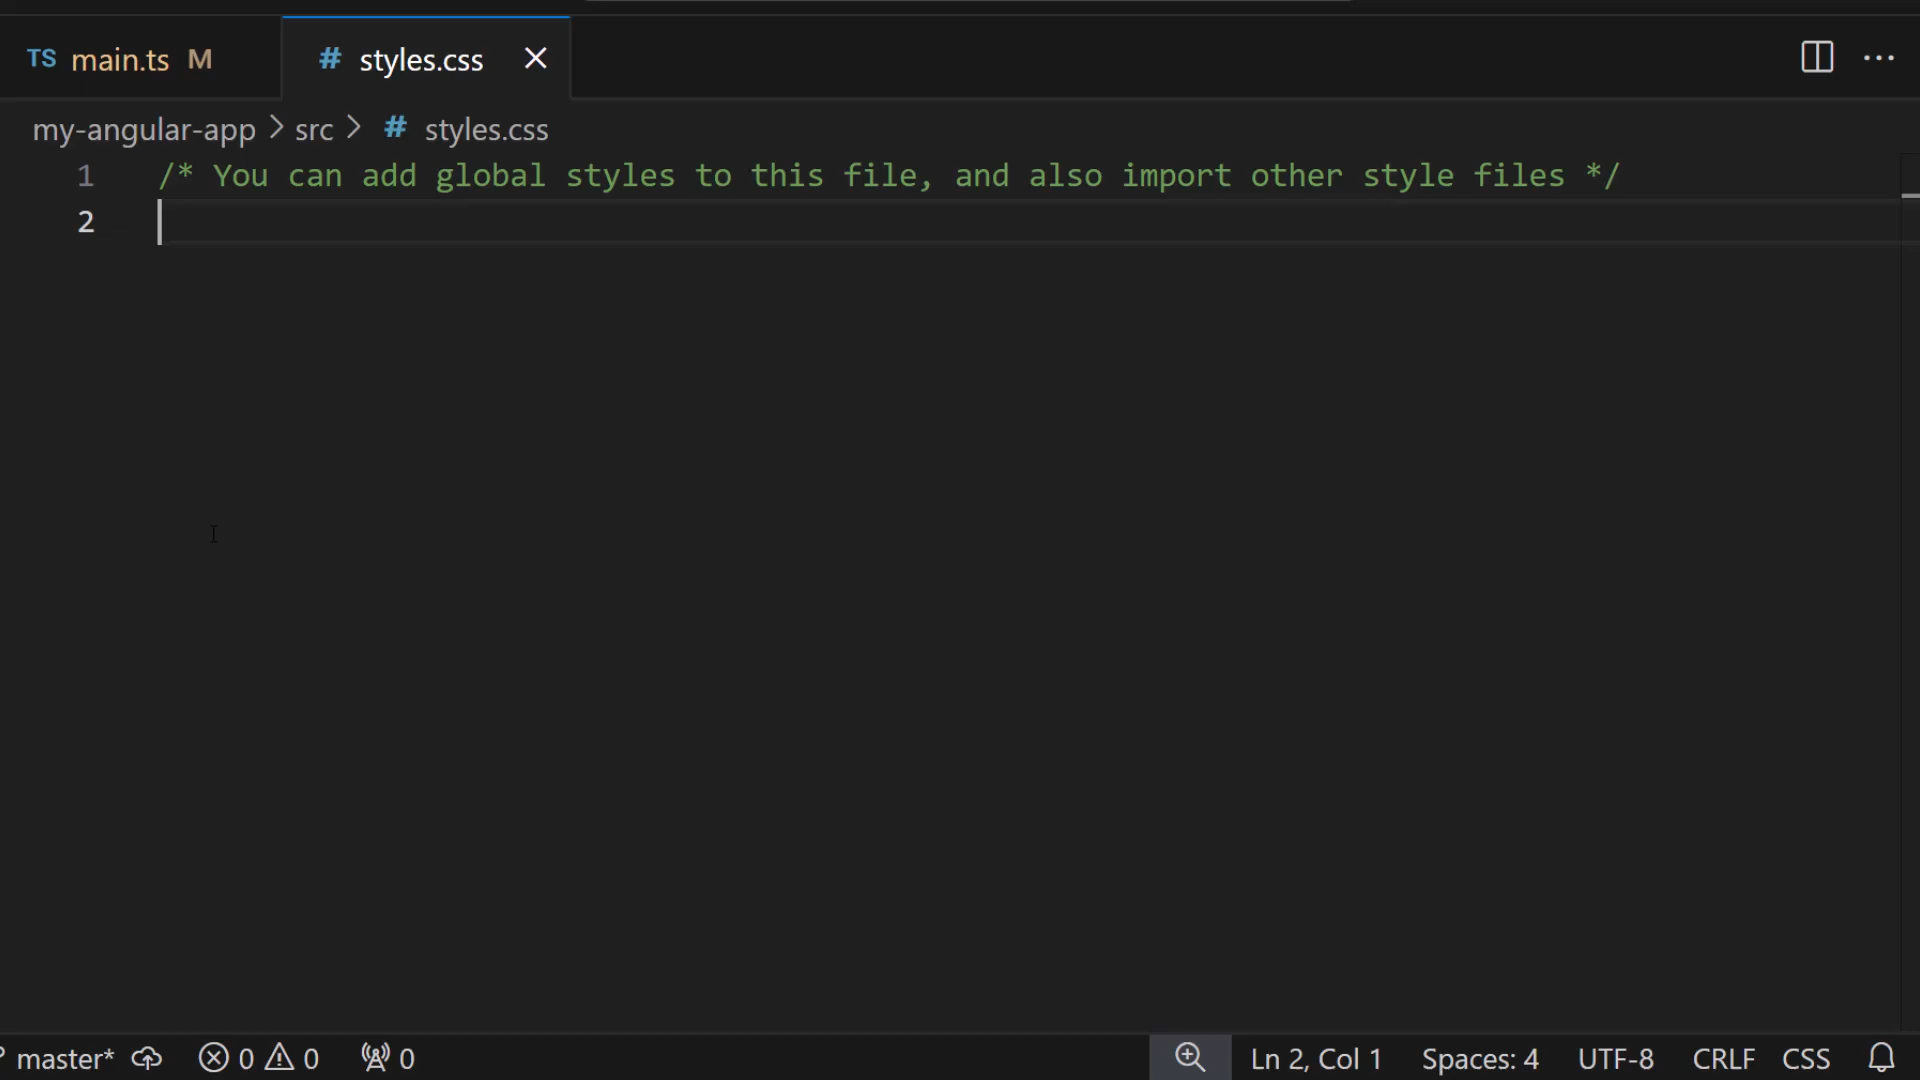 TS main.ts M # styles.css
my-angular-app > src > # styles.css
1 /* You can add global styles to this file, and also import other style files */
2
master* 0 0 0 Ln 2, Col 1 Spaces: 4 UTF-8 CRLF CSS